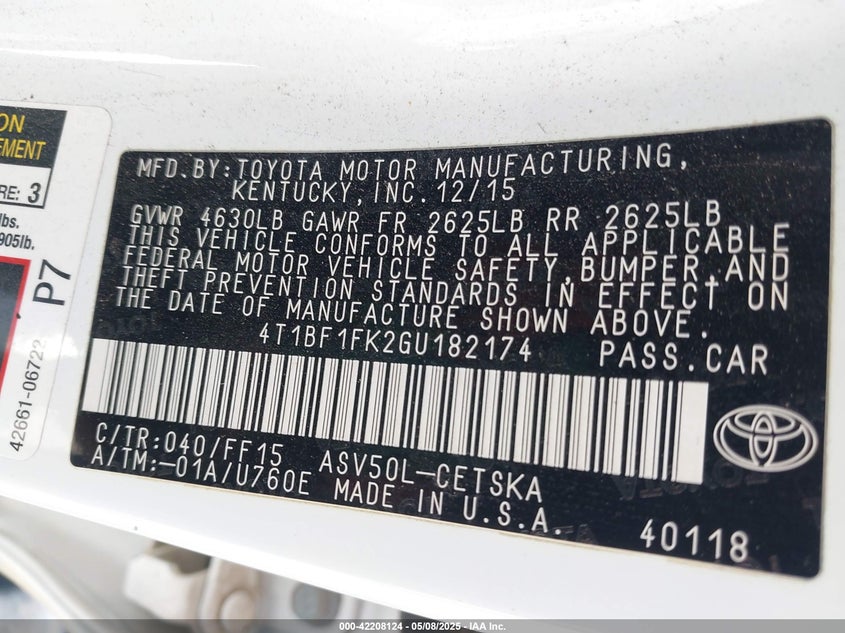 ON
EMENT
RE: 3
lbs.
905lb.
P7
42661-06722
MFD.BY:TOYOTA MOTOR MANUFACTURING,
KENTUCKY,INC.12/15
GVWR 4630LB GAWR FR 2625LB RR 2625LB
THIS VEHICLE CONFORMS TO ALL APPLICABLE
FEDERAL MOTOR VEHICLE SAFETY,BUMPER,AND
THEFT PREVENTION STANDARDS IN EFFECT ON
THE DATE OF MANUFACTURE SHOWN ABOVE.
4T1BF1FK2GU182174 PASS.CAR
C/TR:040/FF15 ASV50L-CETSKA
A/TM:-01A/U760E MADE IN U.S.A.
40118
000-42208124 - 05/08/2025 - IAA Inc.